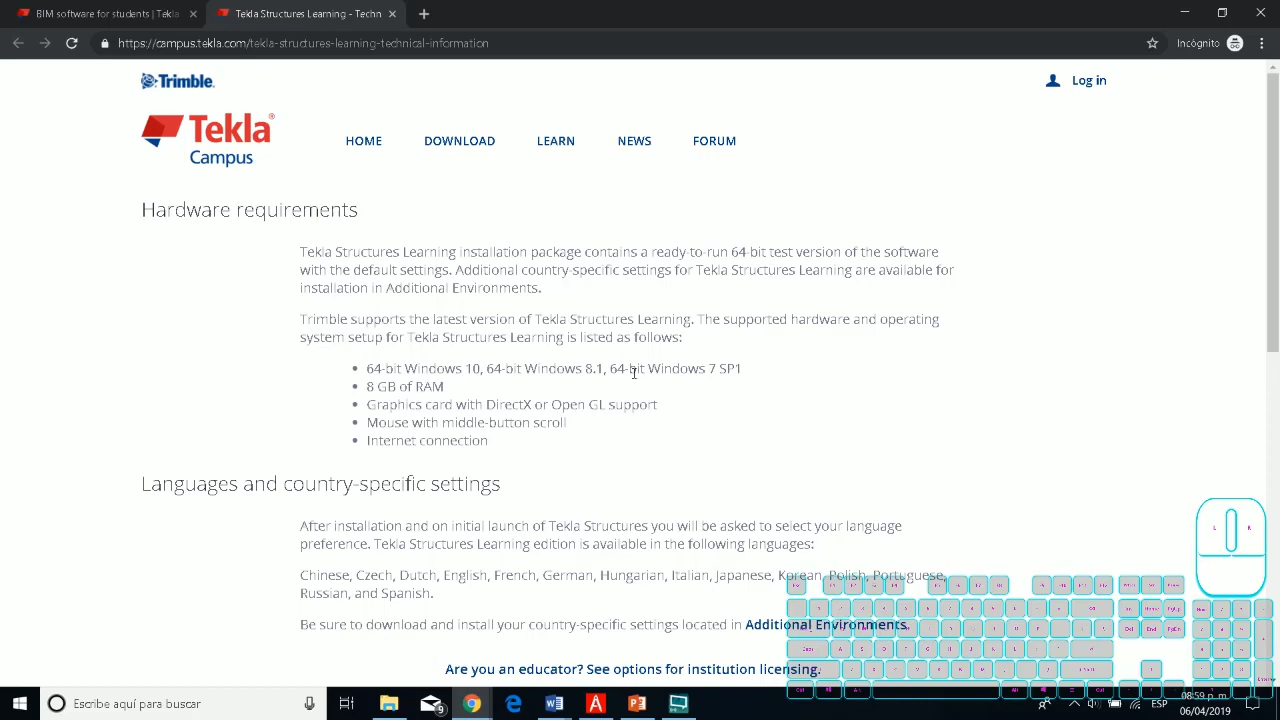 BIM software for students | Tekla
Tekla Structures Learning - Techni
https://campus.tekla.com/tekla-structures-learning-technical-information
Incógnito
Trimble.
Log in
Tekla®
Campus
HOME
DOWNLOAD
LEARN
NEWS
FORUM
Hardware requirements
Tekla Structures Learning installation package contains a ready-to-run 64-bit test version of the software
with the default settings. Additional country-specific settings for Tekla Structures Learning are available for
installation in Additional Environments.
Trimble supports the latest version of Tekla Structures Learning. The supported hardware and operating
system setup for Tekla Structures Learning is listed as follows:
64-bit Windows 10, 64-bit Windows 8.1, 64-bit Windows 7 SP1
8 GB of RAM
Graphics card with DirectX or Open GL support
Mouse with middle-button scroll
Internet connection
Languages and country-specific settings
After installation and on initial launch of Tekla Structures you will be asked to select your language
preference. Tekla Structures Learning edition is available in the following languages:
Chinese, Czech, Dutch, English, French, German, Hungarian, Italian, Japanese, Korean, Polish, Portuguese,
Russian, and Spanish.
Be sure to download and install your country-specific settings located in Additional Environments.
Are you an educator? See options for institution licensing.
L
R
Escribe aquí para buscar
ESP
08:59 p. m.
06/04/2019